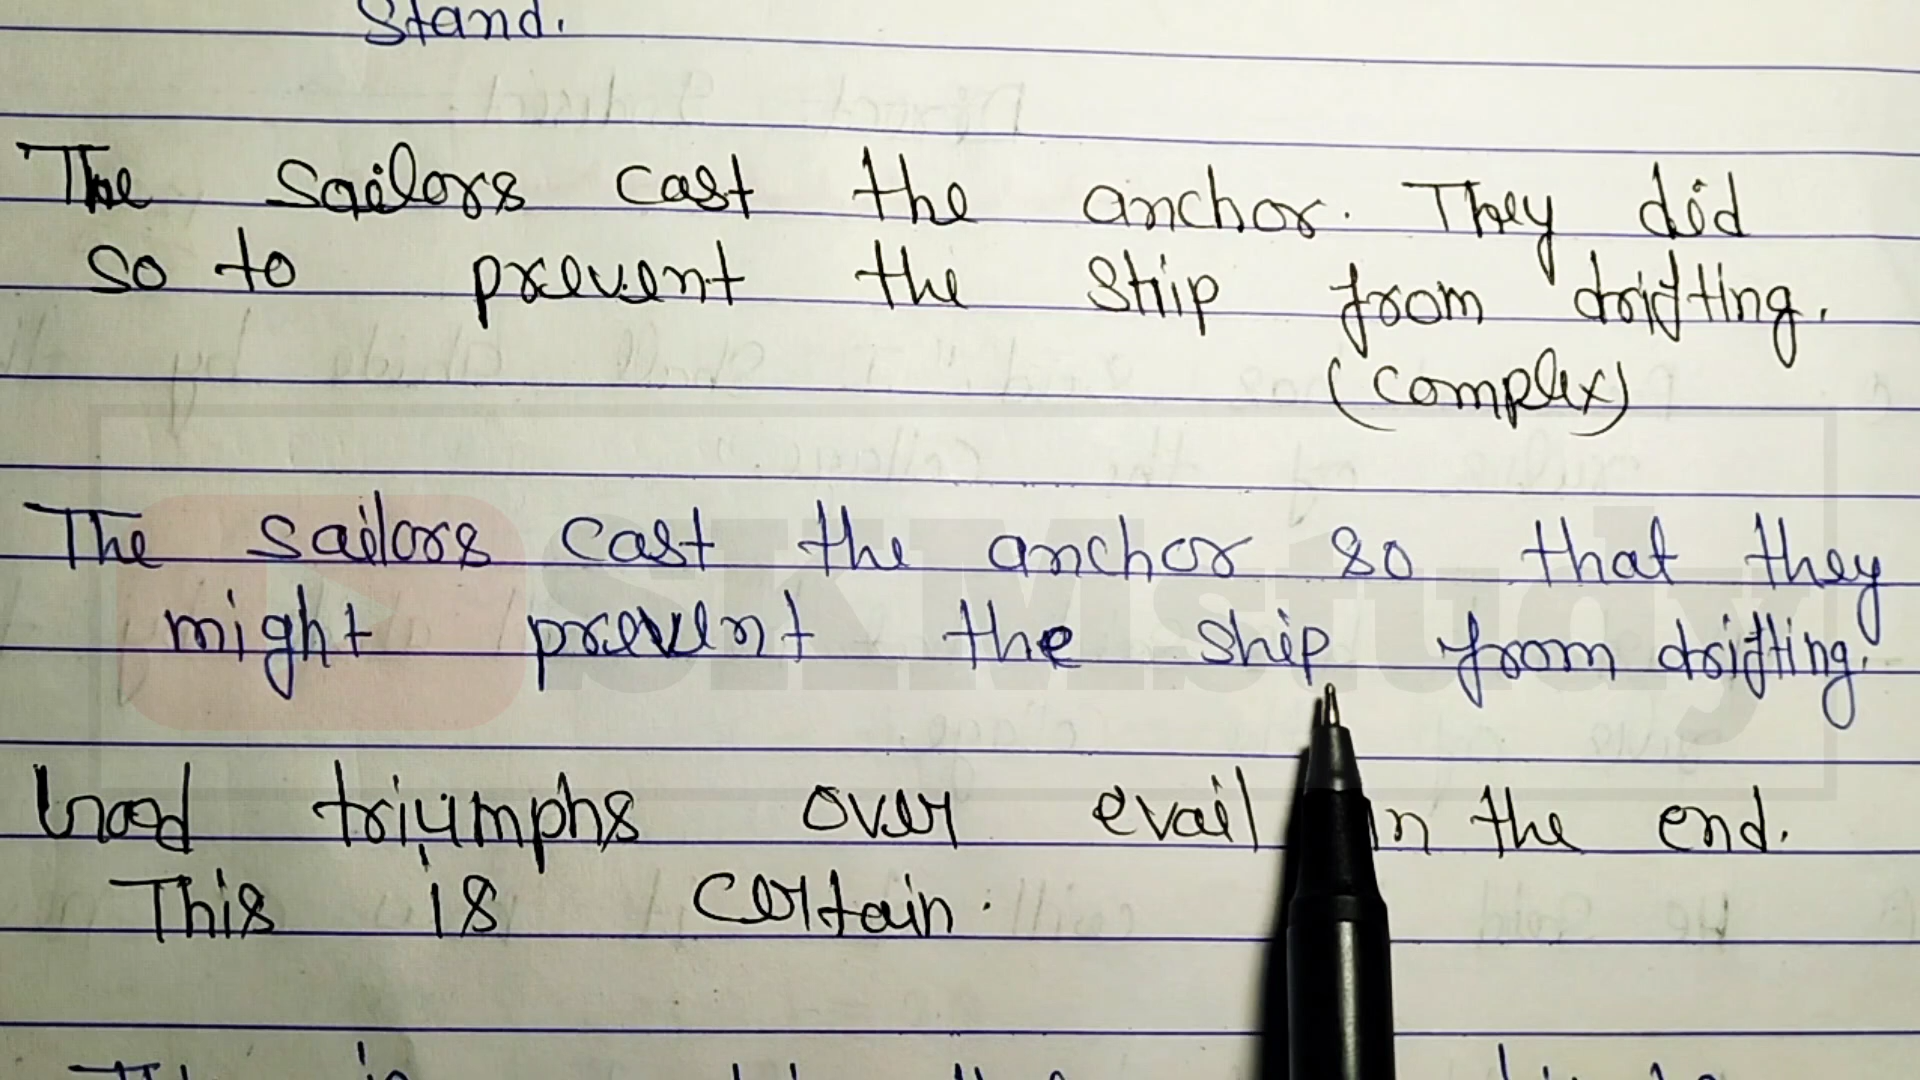 Stand.
The sailors cast the anchor. They did
so to prevent the ship from drifting.
(Complex)
The sailors cast the anchor so that they
might prevent the ship from drifting.
Good triumphs over evail in the end.
This is certain.
SKMstudy